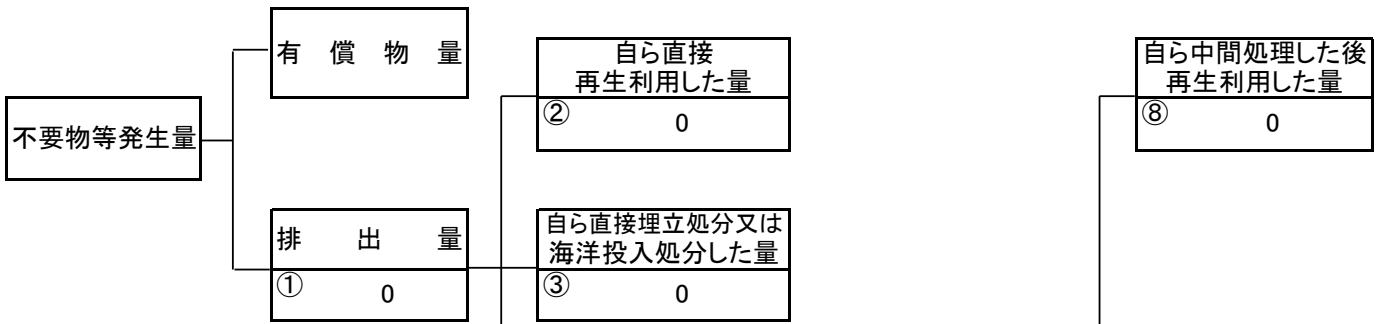 有償物量
自ら直接
再生利用した量
②
0
自ら中間処理した後
再生利用した量
⑧
0
不要物等発生量
排出量
①
0
自ら直接埋立処分又は
海洋投入処分した量
③
0